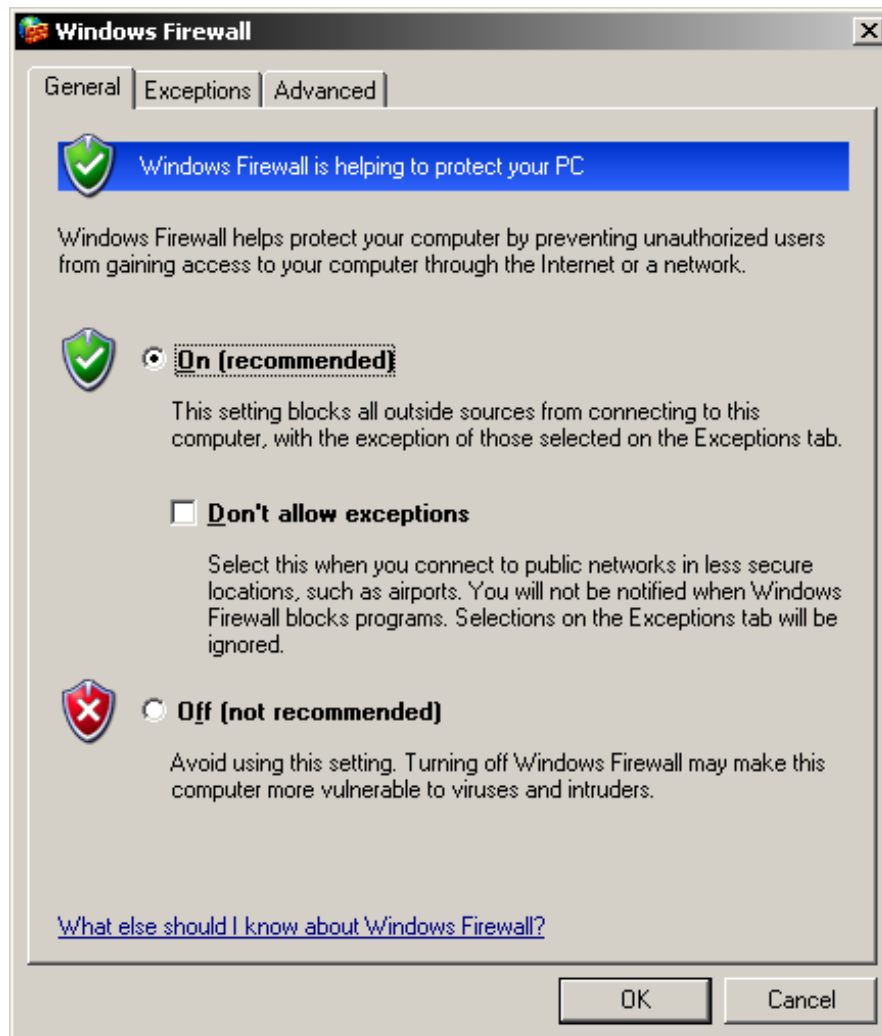 Windows Firewall
General
Exceptions
Advanced
Windows Firewall is helping to protect your PC
Windows Firewall helps protect your computer by preventing unauthorized users
from gaining access to your computer through the Internet or a network.
On (recommended)
This setting blocks all outside sources from connecting to this
computer, with the exception of those selected on the Exceptions tab.
Don't allow exceptions
Select this when you connect to public networks in less secure
locations, such as airports. You will not be notified when Windows
Firewall blocks programs. Selections on the Exceptions tab will be
ignored.
Off (not recommended)
Avoid using this setting. Turning off Windows Firewall may make this
computer more vulnerable to viruses and intruders.
What else should I know about Windows Firewall?
OK
Cancel